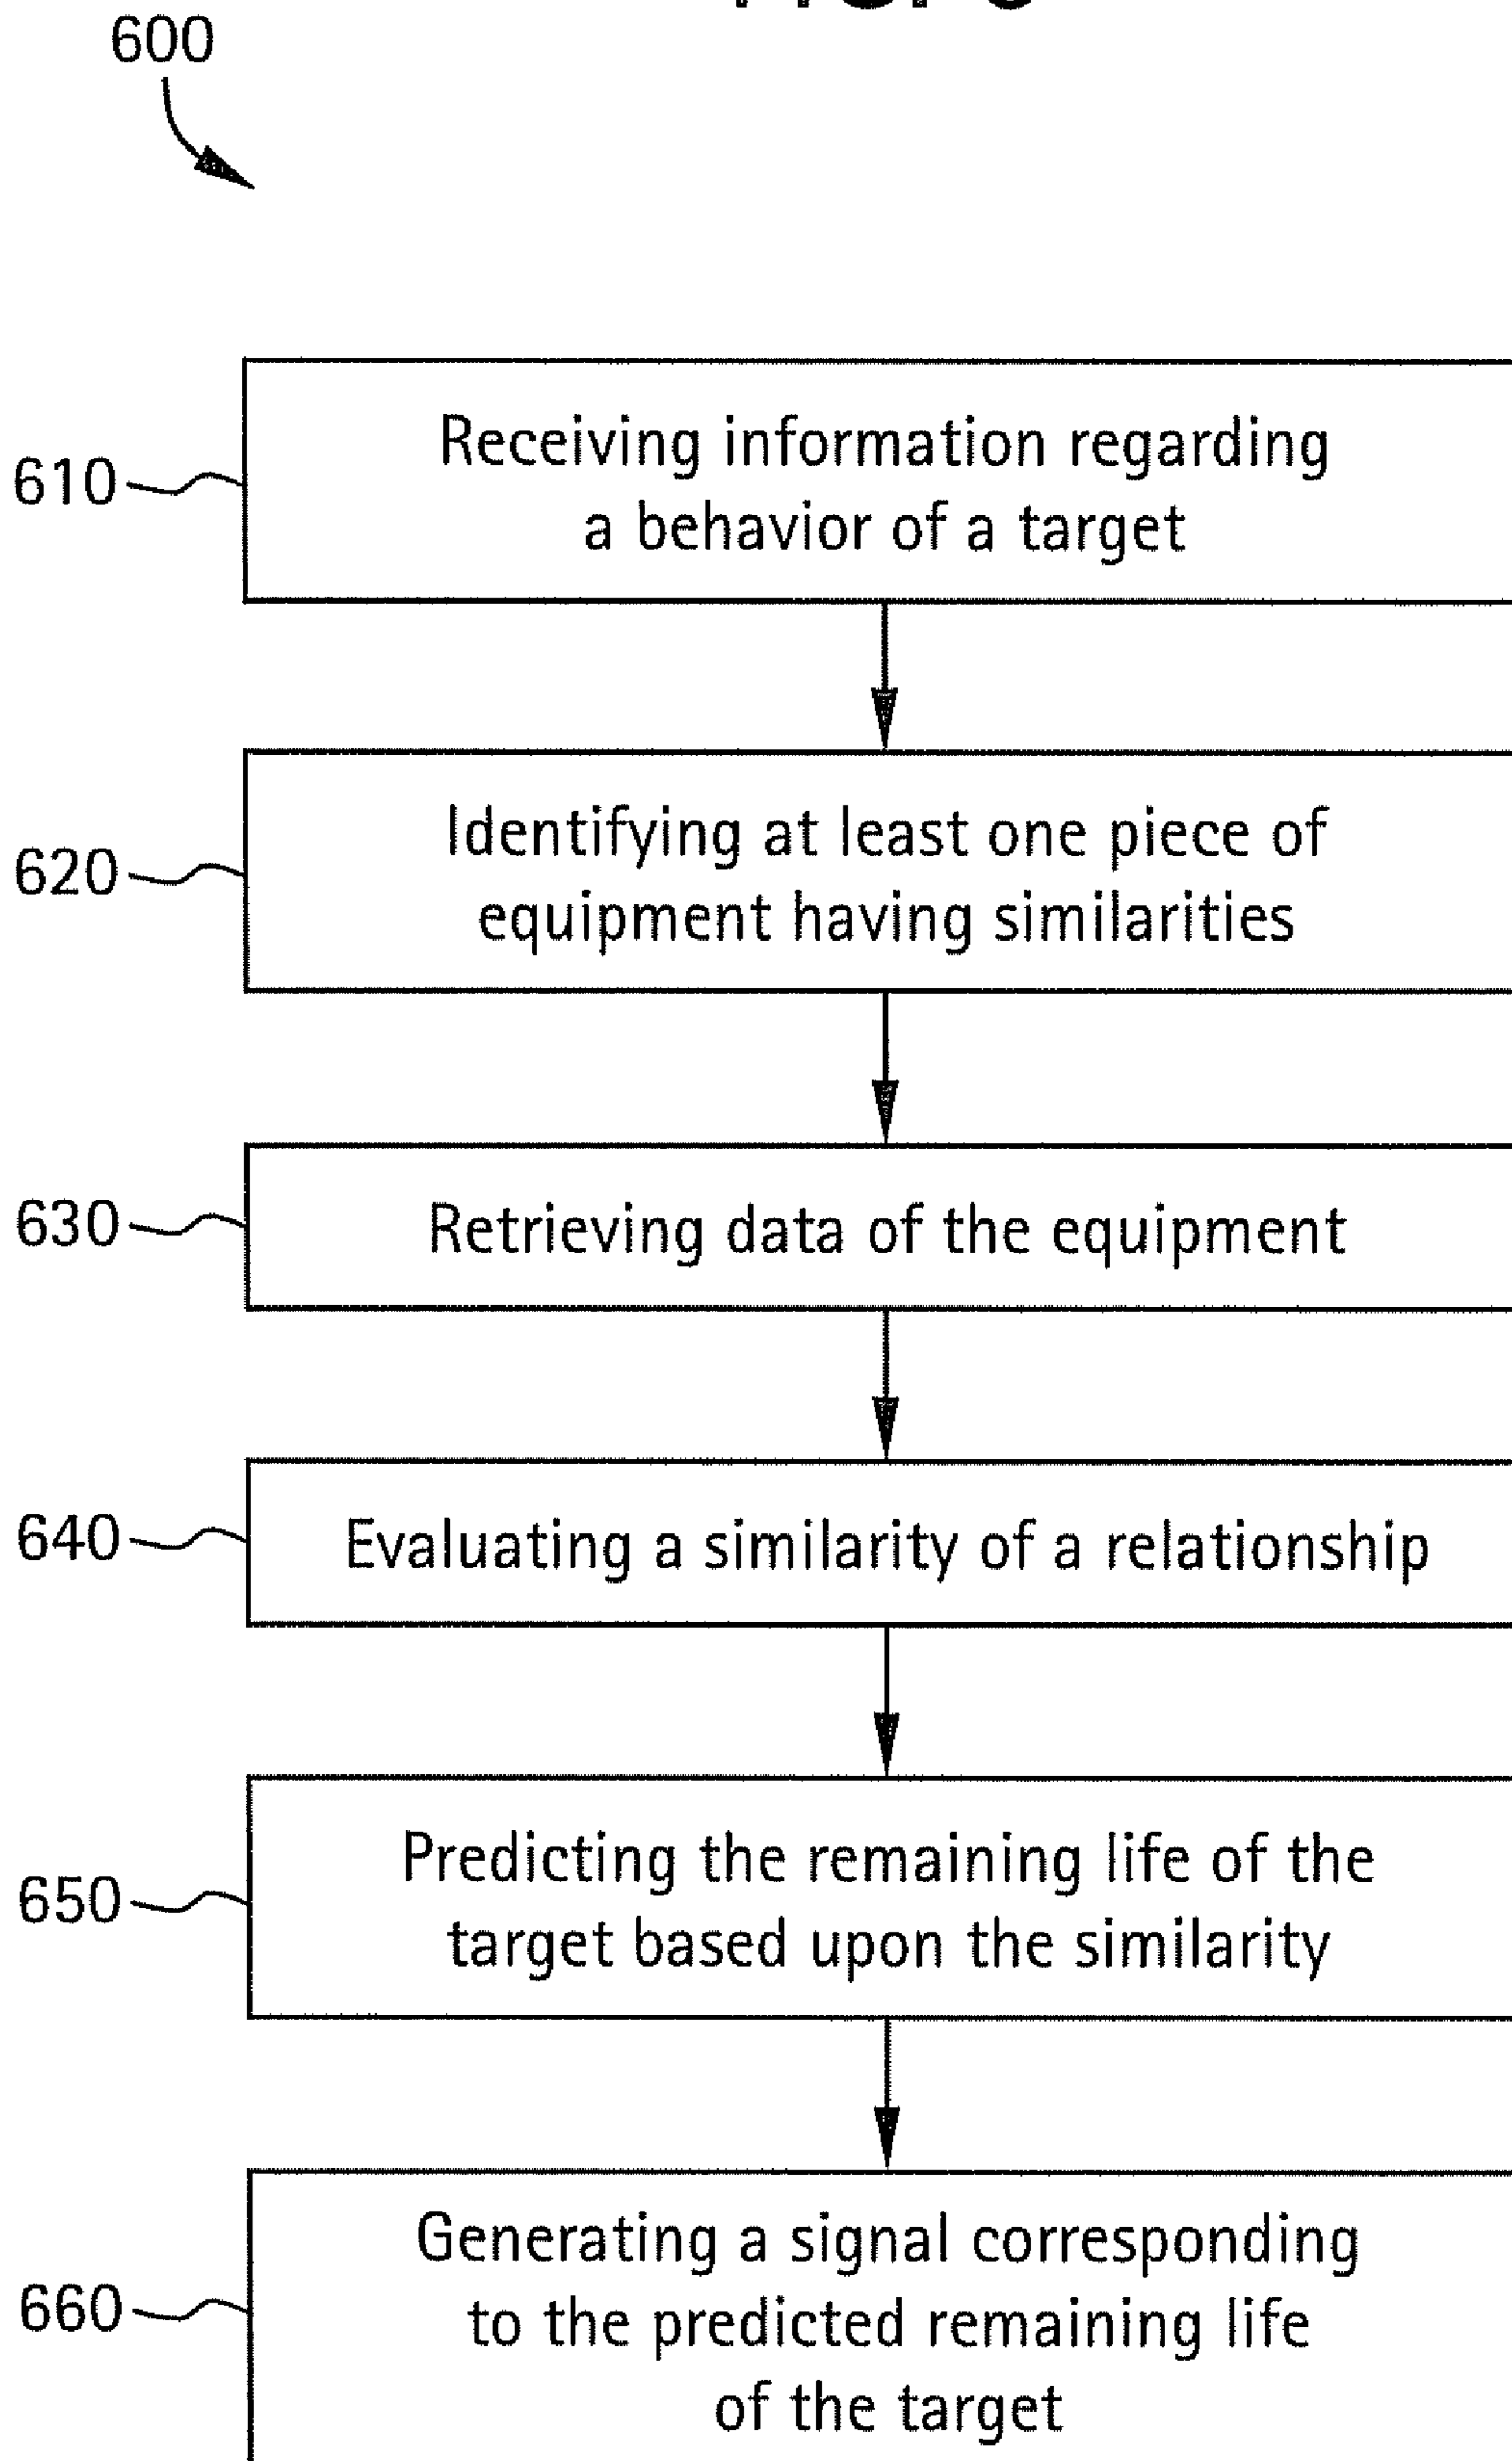 600
610
Receiving information regarding
a behavior of a target
620
Identifying at least one piece of
equipment having similarities
630
Retrieving data of the equipment
640
Evaluating a similarity of a relationship
650
Predicting the remaining life of the
target based upon the similarity
660
Generating a signal corresponding
to the predicted remaining life
of the target